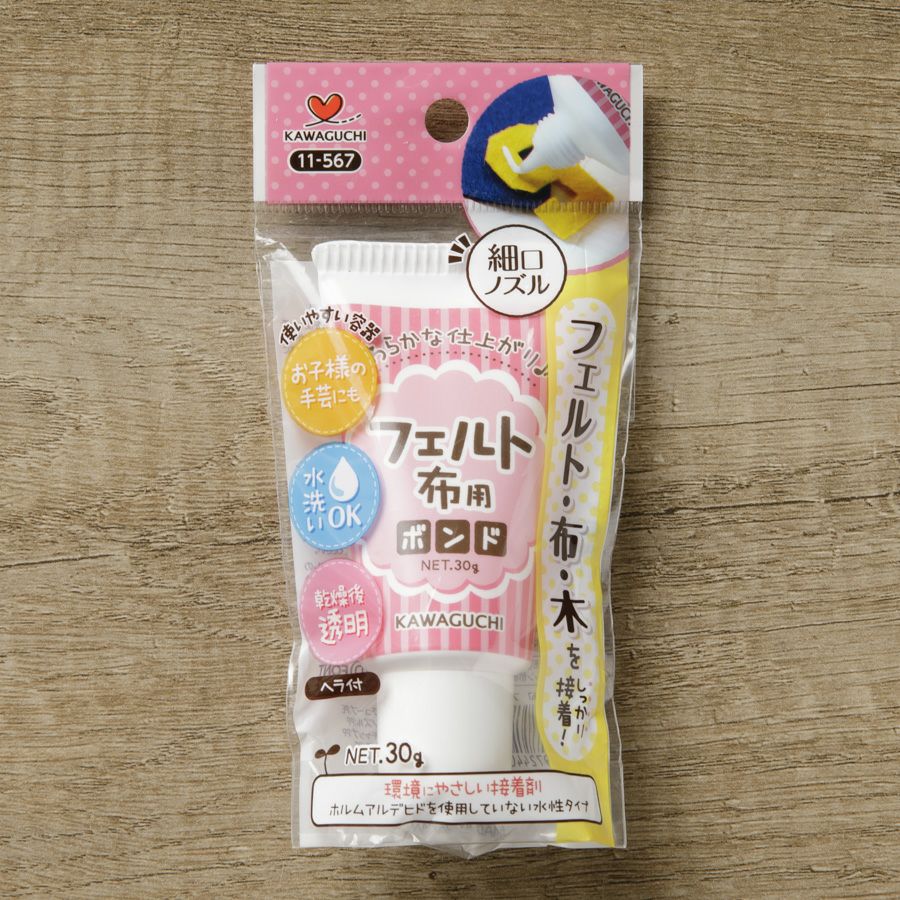 KAWAGUCHI
11-567
細口
ノズル
使いやすい容器
お子様の
手芸にも
らかな仕上がり♪
フェルト
布用
ボンド
NET.30g
KAWAGUCHI
水洗い
OK
乾燥後
透明
ヘラ付
フェルト・布・木を
しっかり
接着!
NET.30g
環境にやさしい接着剤
ホルムアルデヒドを使用していない水性タイプ